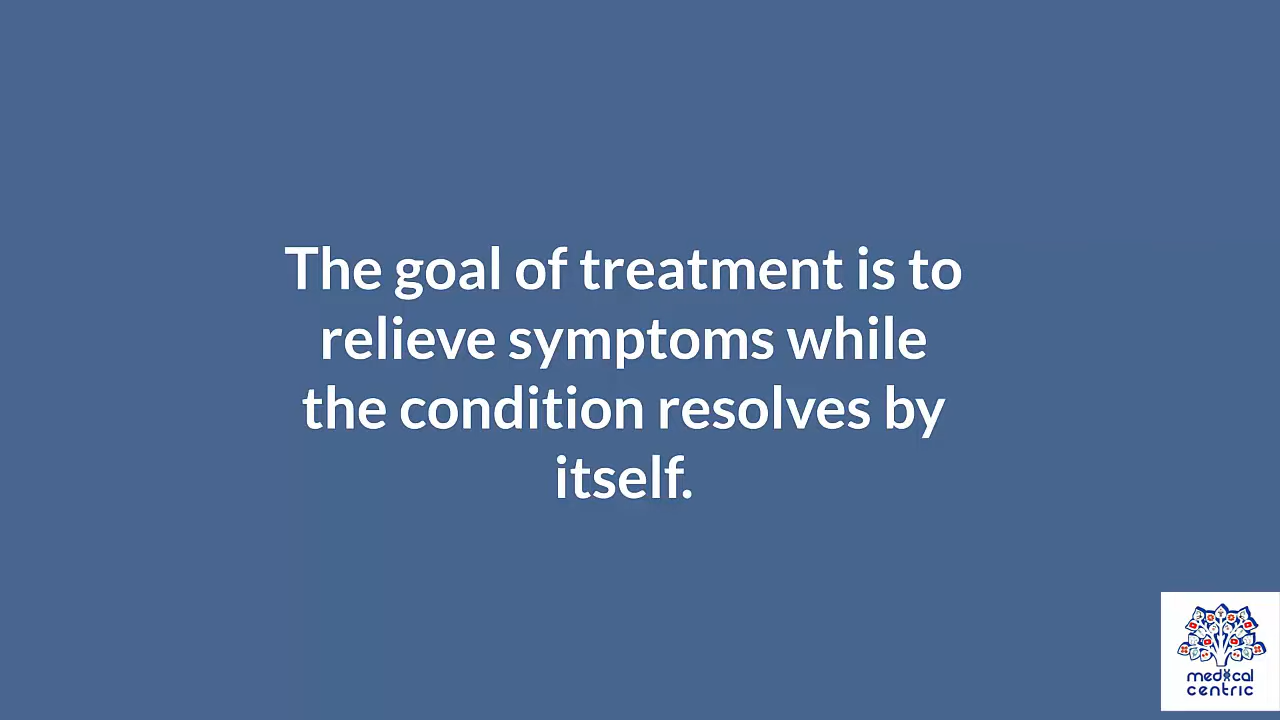 The goal of treatment is to
relieve symptoms while
the condition resolves by
itself.
medical
centric